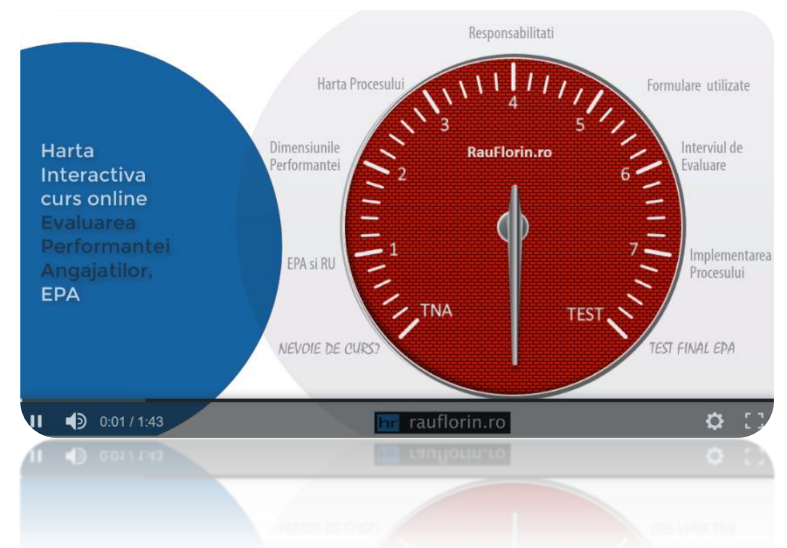 Harta
Interactiva
curs online
Evaluarea
Performantei
Angajatilor,
EPA
Responsabilitati
Harta Procesului
Formulare utilizate
Dimensiunile
Performantei
Interviul de
Evaluare
EPA si RU
Implementarea
Procesului
NEVOIE DE CURS?
TEST FINAL EPA
RauFlorin.ro
TNA
1
2
3
4
5
6
7
TEST
0:01 / 1:43
hr rauflorin.ro